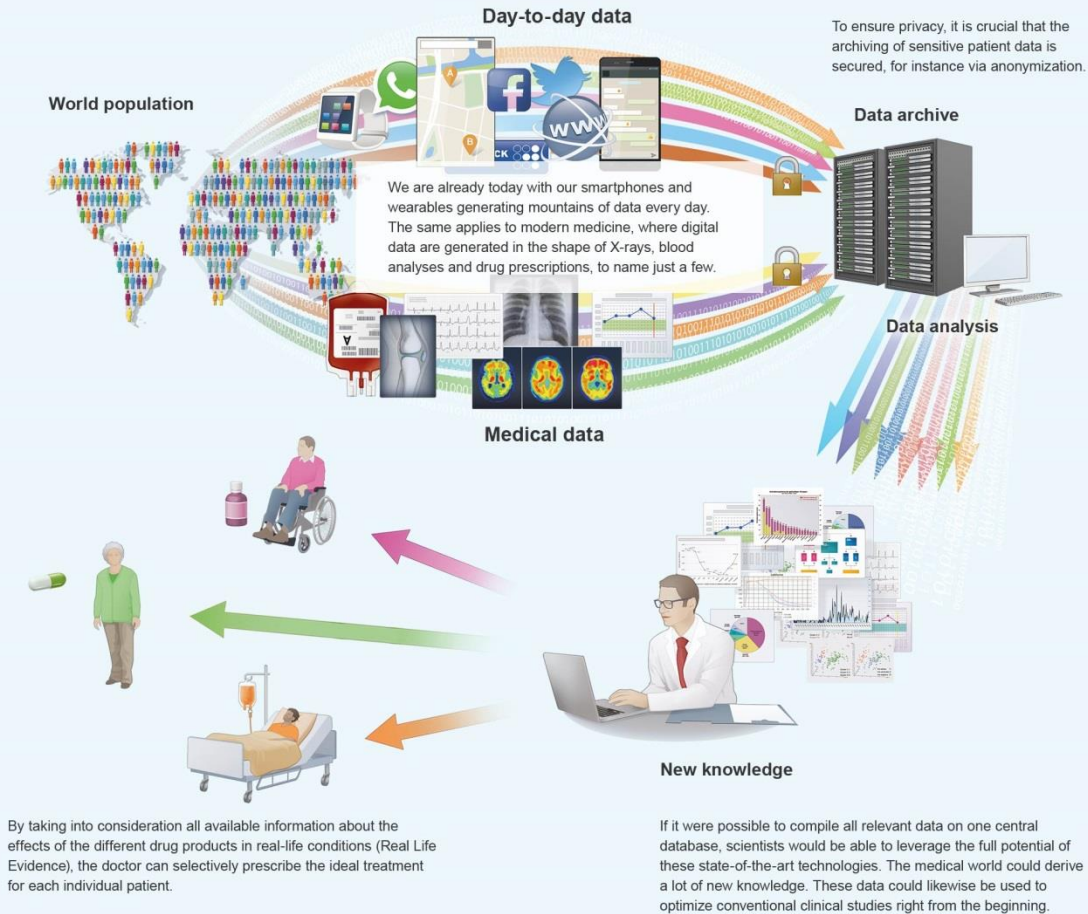 Day-to-day data
To ensure privacy, it is crucial that the
archiving of sensitive patient data is
secured, for instance via anonymization.
World population
Data archive
A
B
CK
www
We are already today with our smartphones and
wearables generating mountains of data every day.
The same applies to modern medicine, where digital
data are generated in the shape of X-rays, blood
analyses and drug prescriptions, to name just a few.
A
Data analysis
Medical data
New knowledge
By taking into consideration all available information about the
effects of the different drug products in real-life conditions (Real Life
Evidence), the doctor can selectively prescribe the ideal treatment
for each individual patient.
If it were possible to compile all relevant data on one central
database, scientists would be able to leverage the full potential of
these state-of-the-art technologies. The medical world could derive
a lot of new knowledge. These data could likewise be used to
optimize conventional clinical studies right from the beginning.